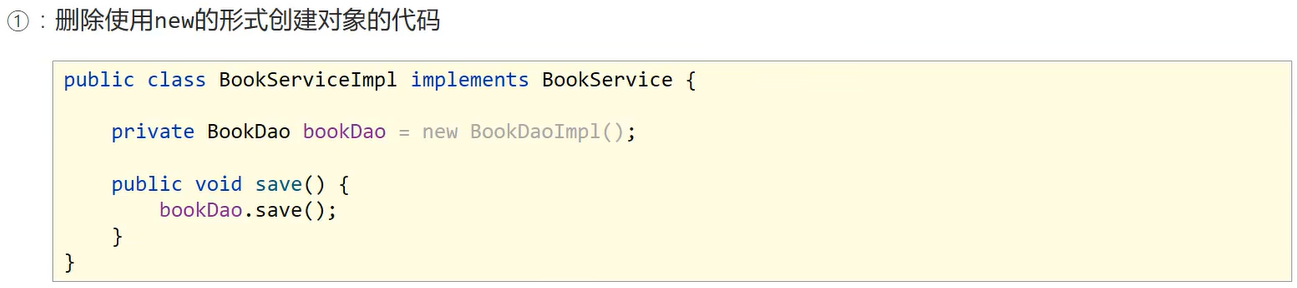 ①：删除使用new的形式创建对象的代码
public class BookServiceImpl implements BookService {
    private BookDao bookDao = new BookDaoImpl();
    public void save() {
        bookDao.save();
    }
}